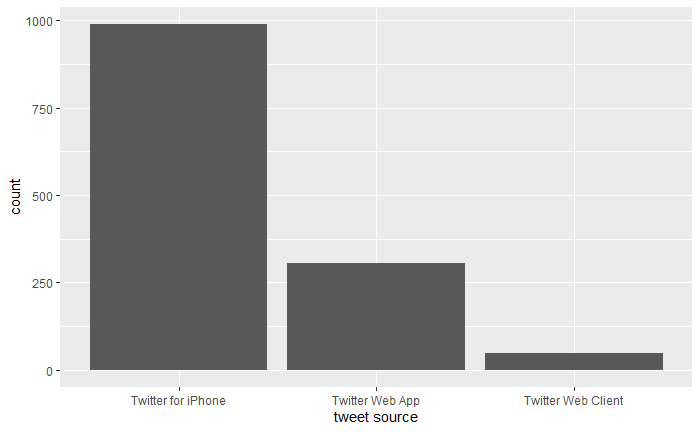 1000
750
500
250
0
count
Twitter for iPhone
Twitter Web App
Twitter Web Client
tweet source